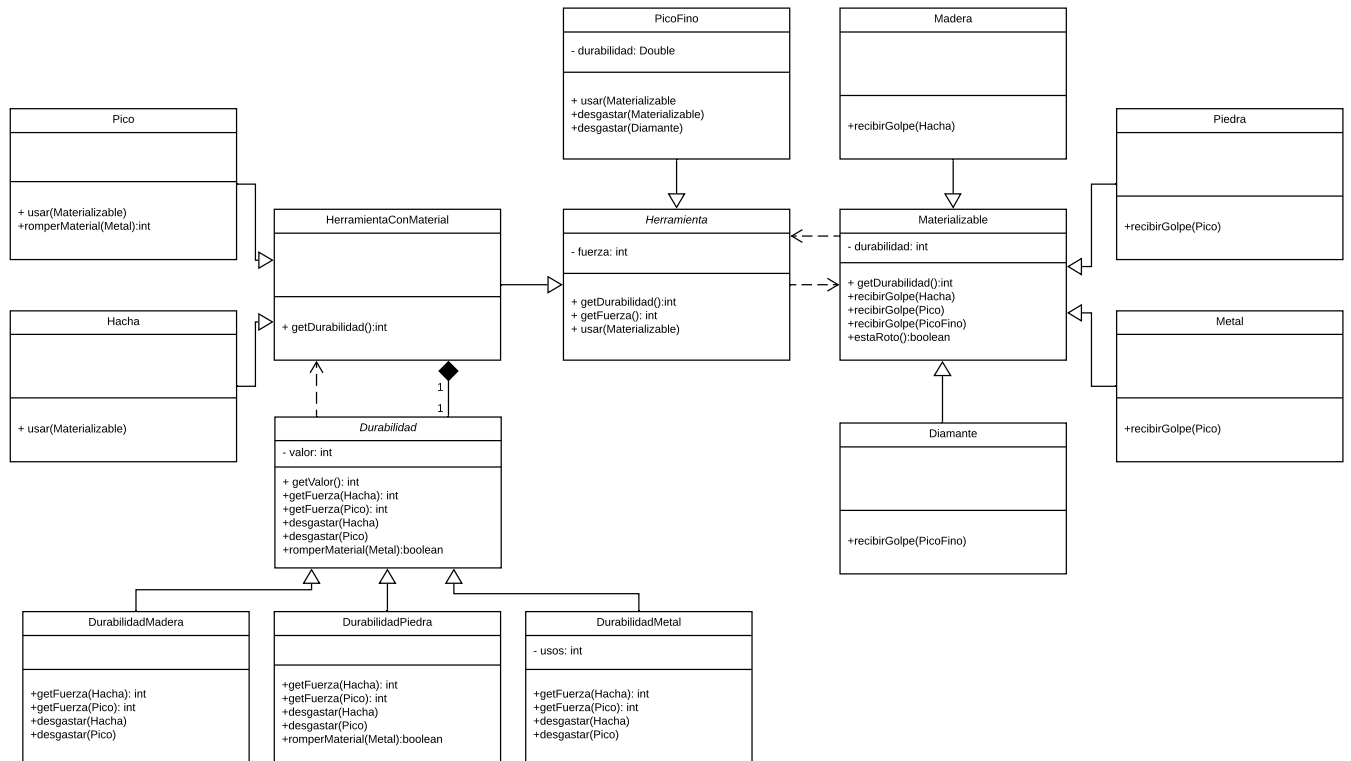 PicoFino
- durabilidad: Double
+ usar(Materializable
+desgastar(Materializable)
+desgastar(Diamante)
Madera
+recibirGolpe(Hacha)
Pico
+ usar(Materializable)
+romperMaterial(Metal):int
Piedra
+recibirGolpe(Pico)
HerramientaConMaterial
+ getDurabilidad():int
Herramienta
- fuerza: int
+ getDurabilidad():int
+ getFuerza(): int
+ usar(Materializable)
Materializable
- durabilidad: int
+ getDurabilidad():int
+recibirGolpe(Hacha)
+recibirGolpe(Pico)
+recibirGolpe(PicoFino)
+estaRoto():boolean
Hacha
+ usar(Materializable)
Metal
+recibirGolpe(Pico)
1
1
Durabilidad
- valor: int
+ getValor(): int
+getFuerza(Hacha): int
+getFuerza(Pico): int
+desgastar(Hacha)
+desgastar(Pico)
+romperMaterial(Metal):boolean
Diamante
+recibirGolpe(PicoFino)
DurabilidadMadera
+getFuerza(Hacha): int
+getFuerza(Pico): int
+desgastar(Hacha)
+desgastar(Pico)
DurabilidadPiedra
+getFuerza(Hacha): int
+getFuerza(Pico): int
+desgastar(Hacha)
+desgastar(Pico)
+romperMaterial(Metal):boolean
DurabilidadMetal
- usos: int
+getFuerza(Hacha): int
+getFuerza(Pico): int
+desgastar(Hacha)
+desgastar(Pico)